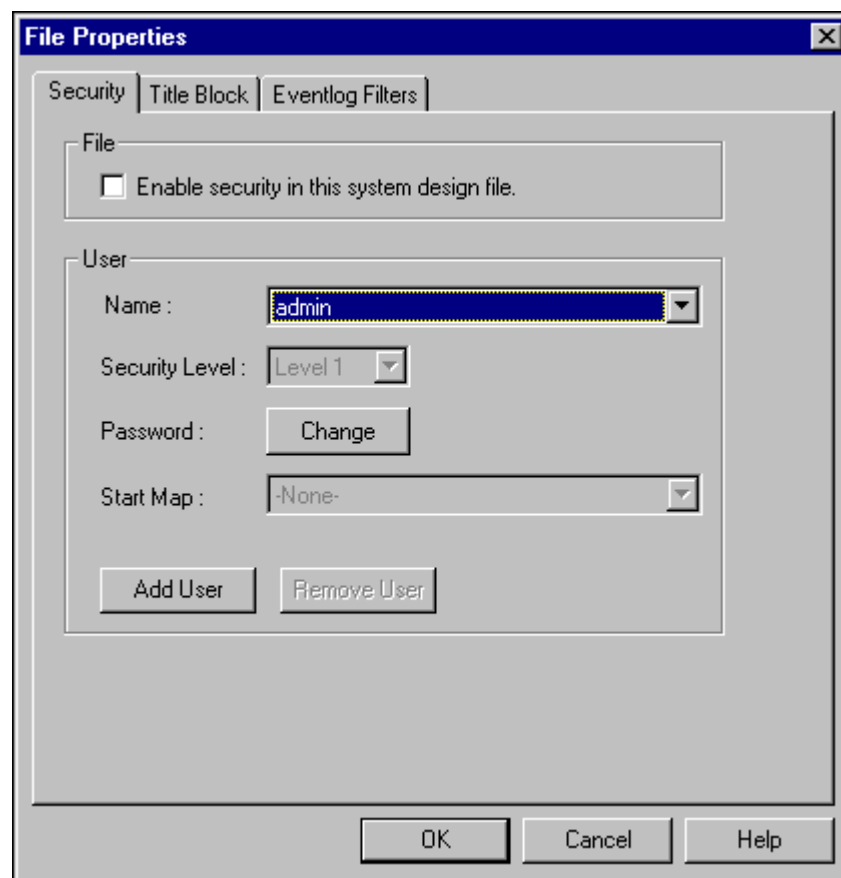 File Properties
Security Title Block Eventlog Filters
File
Enable security in this system design file.
User
Name : admin
Security Level : Level 1
Password : Change
Start Map : -None-
Add User Remove User
OK Cancel Help